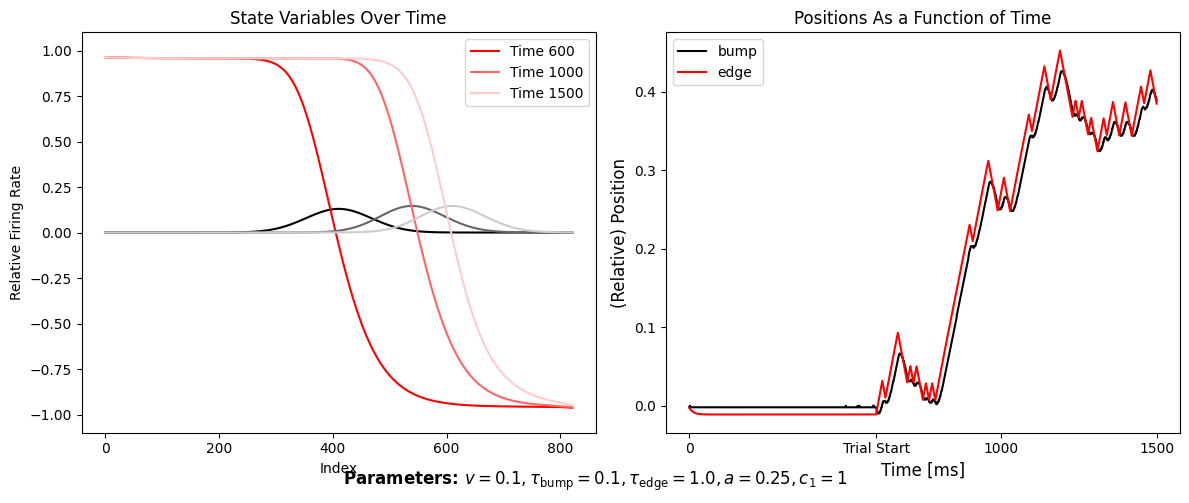 State Variables Over Time
Time 600
Time 1000
Time 1500
1.00
0.75
0.50
0.25
0.00
−0.25
−0.50
−0.75
−1.00
Relative Firing Rate
0
200
400
600
800
Index
Positions As a Function of Time
bump
edge
0.4
0.3
0.2
0.1
0.0
(Relative) Position
0
Trial Start
1000
1500
Time [ms]
Parameters: v = 0.1, τ_bump = 0.1, τ_edge = 1.0, a = 0.25, c₁ = 1